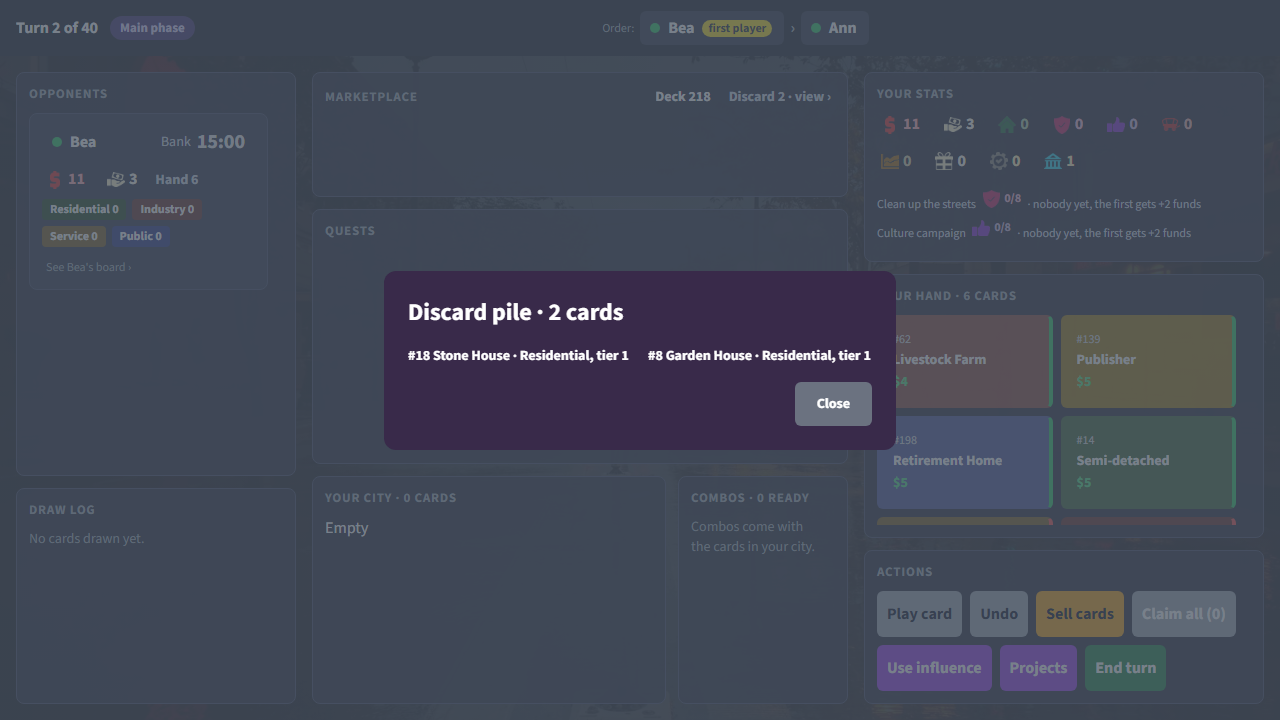 Turn 2 of 40 Main phase
Order: Bea first player › Ann
OPPONENTS
Bea Bank 15:00
11 3 Hand 6
Residential 0 Industry 0
Service 0 Public 0
See Bea's board ›
DRAW LOG
No cards drawn yet.
MARKETPLACE Deck 218 Discard 2 · view ›
QUESTS
Discard pile · 2 cards
#18 Stone House · Residential, tier 1 #8 Garden House · Residential, tier 1
Close
YOUR CITY · 0 CARDS
Empty
COMBOS · 0 READY
Combos come with
the cards in your city.
YOUR STATS
11 3 0 0 0 0
0 0 0 1
Clean up the streets 0/8 · nobody yet, the first gets +2 funds
Culture campaign 0/8 · nobody yet, the first gets +2 funds
UR HAND · 6 CARDS
#62
Livestock Farm
$4
#139
Publisher
$5
#198
Retirement Home
$5
#14
Semi-detached
$5
ACTIONS
Play card Undo Sell cards Claim all (0)
Use influence Projects End turn